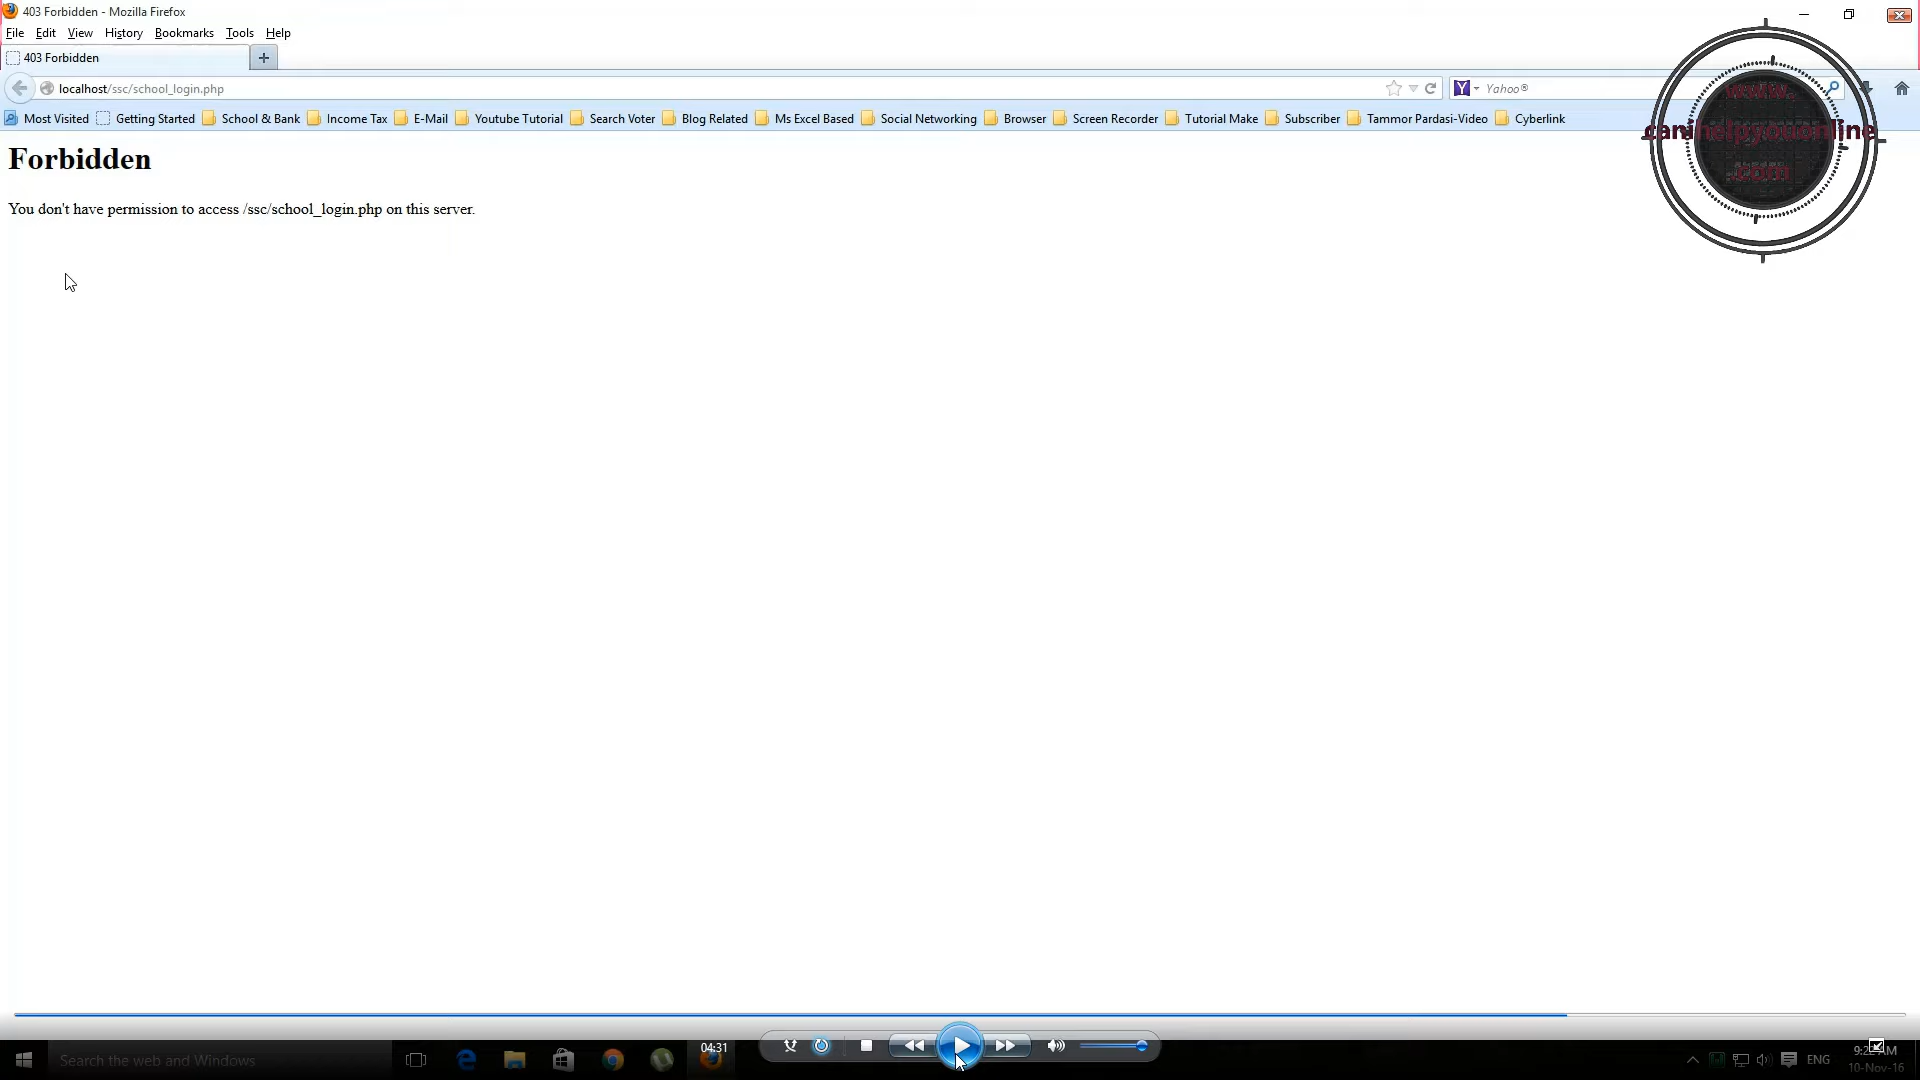 403 Forbidden - Mozilla Firefox
File Edit View History Bookmarks Tools Help
403 Forbidden
localhost/ssc/school_login.php
Yahoo®
Most Visited Getting Started School & Bank Income Tax E-Mail Youtube Tutorial Search Voter Blog Related Ms Excel Based Social Networking Browser Screen Recorder Tutorial Make Subscriber Tammor Pardasi-Video Cyberlink
www.
canihelpyouonline
.com
Forbidden
You don't have permission to access /ssc/school_login.php on this server.
04:31
Search the web and Windows
ENG
10-Nov-16